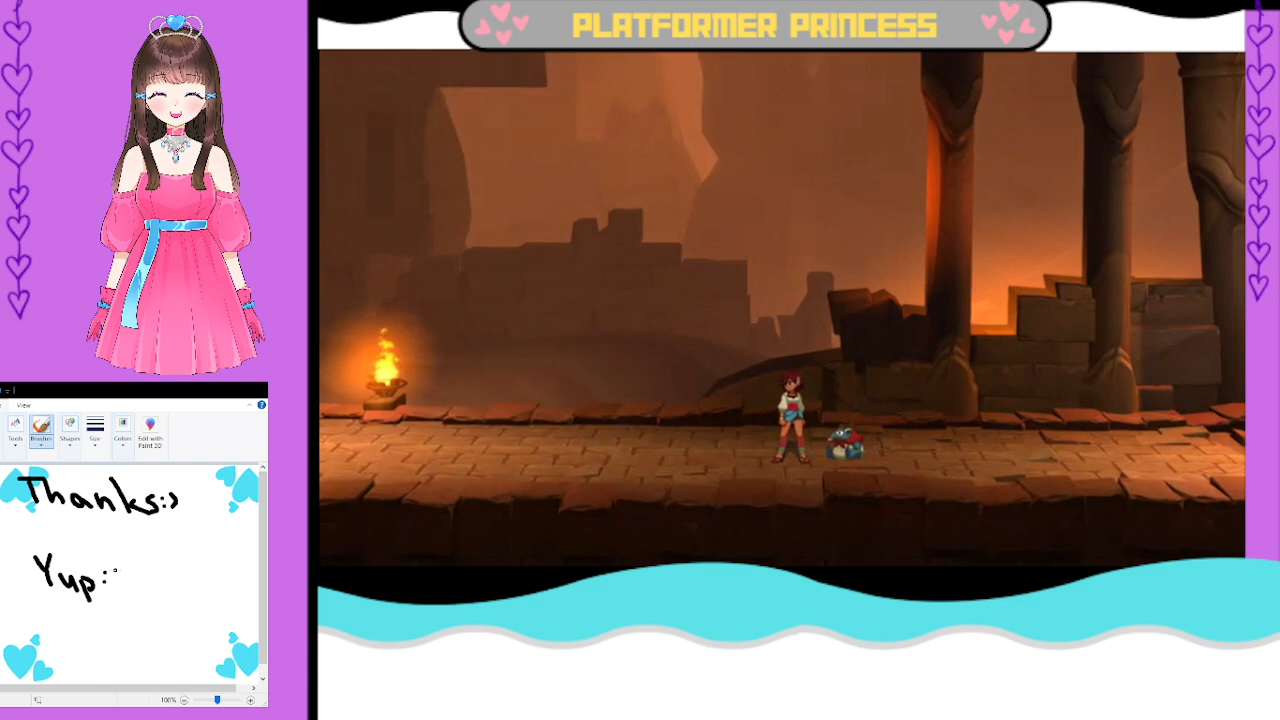 PLATFORMER PRINCESS
View
Tools Brushes Shapes Size Colors Edit with
Paint 3D
Thanks:)
Yup:
100%